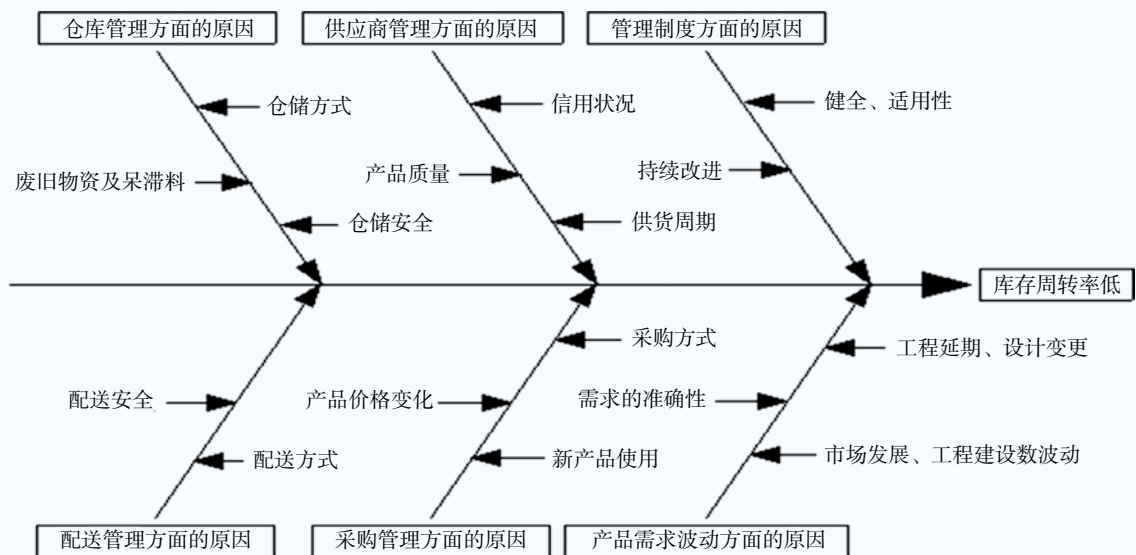 仓库管理方面的原因
供应商管理方面的原因
管理制度方面的原因
仓储方式
信用状况
健全、适用性
废旧物资及呆滞料
产品质量
持续改进
仓储安全
供货周期
库存周转率低
采购方式
工程延期、设计变更
配送安全
产品价格变化
需求的准确性
配送方式
新产品使用
市场发展、工程建设数波动
配送管理方面的原因
采购管理方面的原因
产品需求波动方面的原因